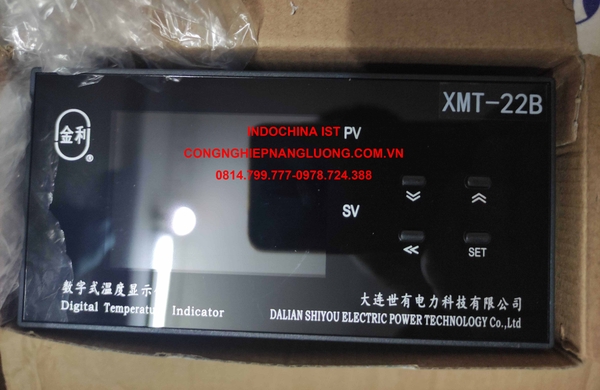 XMT-22B
金利
®
INDOCHINA IST
PV
CONGNGHIEPNANGLUONG.COM.VN
0814.799.777-0978.724.388
SV
SET
數字式温度显示
大连世有电力科技有限公司
Digital Temperature Indicator
DALIAN SHIYOU ELECTRIC POWER TECHNOLOGY Co.,Ltd